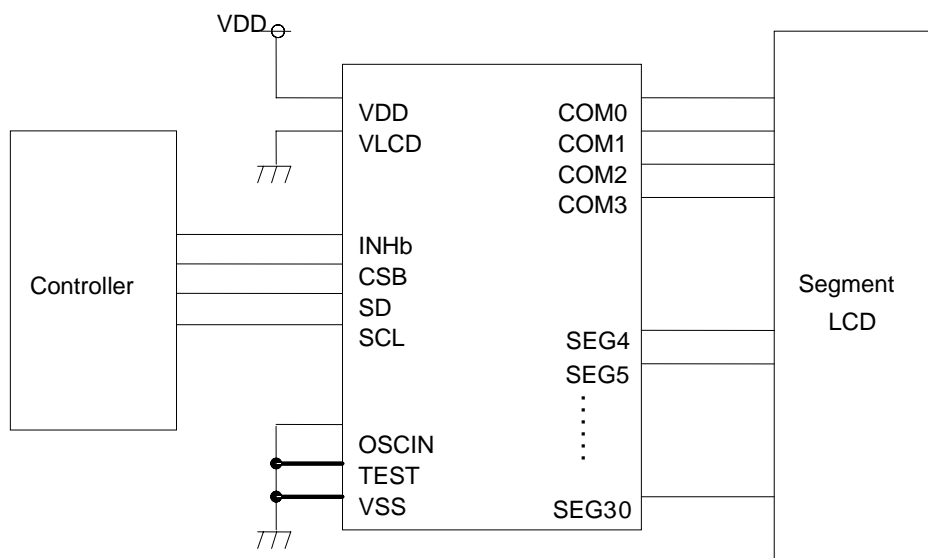 VDD
VDD
VLCD
INHb
CSB
SD
SCL
OSCIN
TEST
VSS
COM0
COM1
COM2
COM3
SEG4
SEG5
SEG30
Controller
Segment
LCD